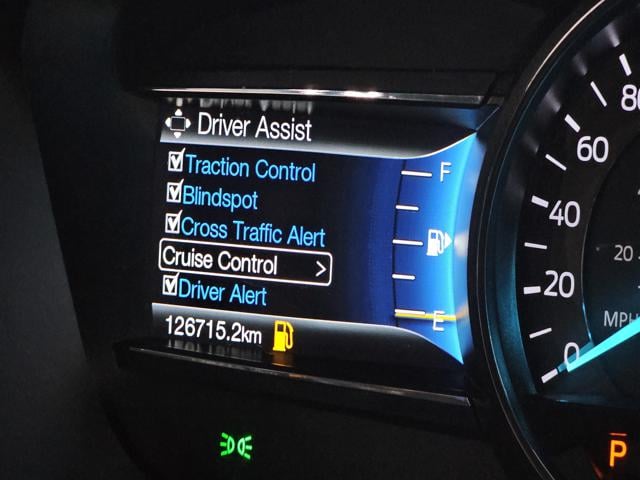 Driver Assist
Traction Control
Blindspot
Cross Traffic Alert
Cruise Control >
Driver Alert
126715.2km
F
E
80
60
40
20
0
20
MPH
P